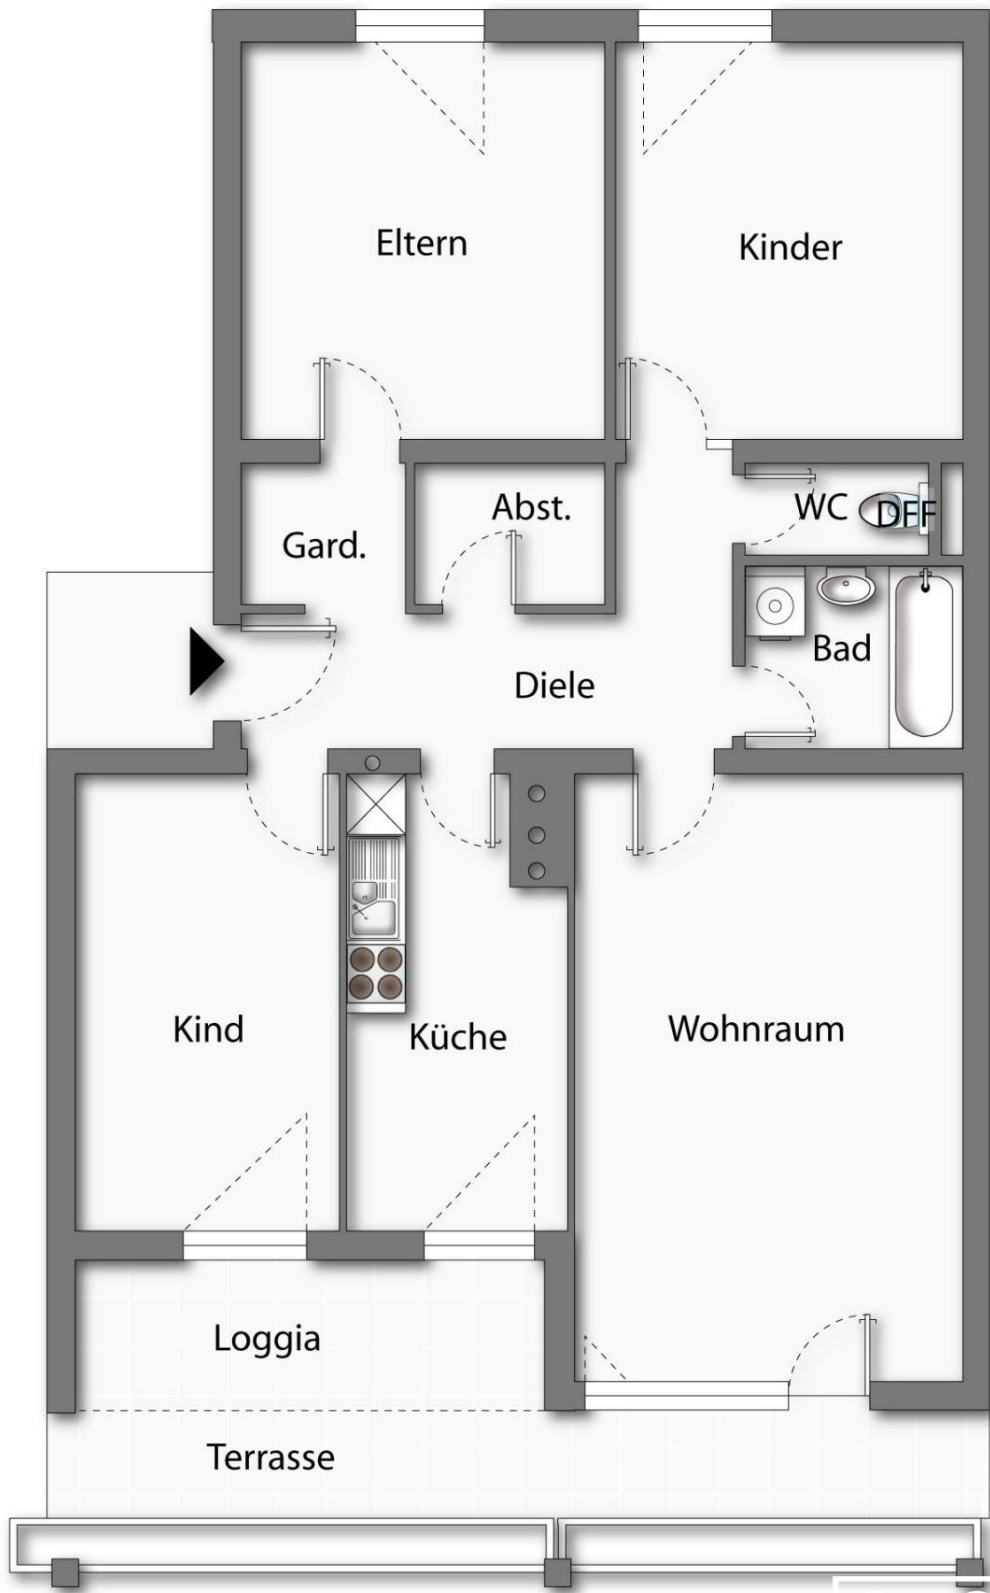 Eltern
Kinder
Abst.
WC
DFF
Gard.
Bad
Diele
Kind
Küche
Wohnraum
Loggia
Terrasse